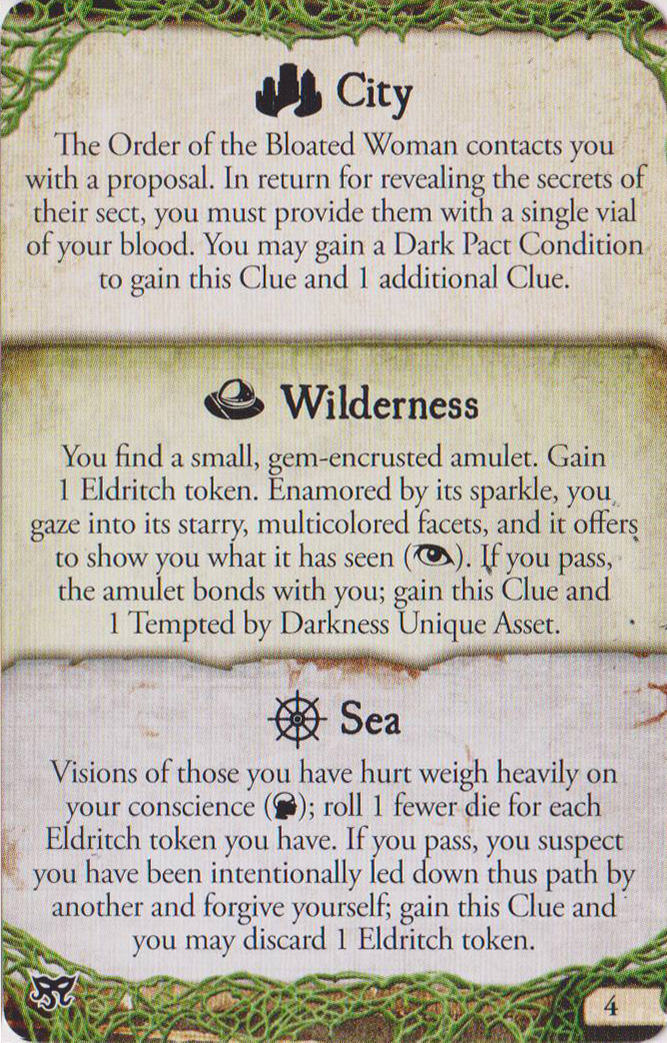 City
The Order of the Bloated Woman contacts you
with a proposal. In return for revealing the secrets of
their sect, you must provide them with a single vial
of your blood. You may gain a Dark Pact Condition
to gain this Clue and 1 additional Clue.
Wilderness
You find a small, gem-encrusted amulet. Gain
1 Eldritch token. Enamored by its sparkle, you
gaze into its starry, multicolored facets, and it offers
to show you what it has seen ( ). If you pass,
the amulet bonds with you; gain this Clue and
1 Tempted by Darkness Unique Asset.
Sea
Visions of those you have hurt weigh heavily on
your conscience ( ); roll 1 fewer die for each
Eldritch token you have. If you pass, you suspect
you have been intentionally led down thus path by
another and forgive yourself; gain this Clue and
you may discard 1 Eldritch token.
4